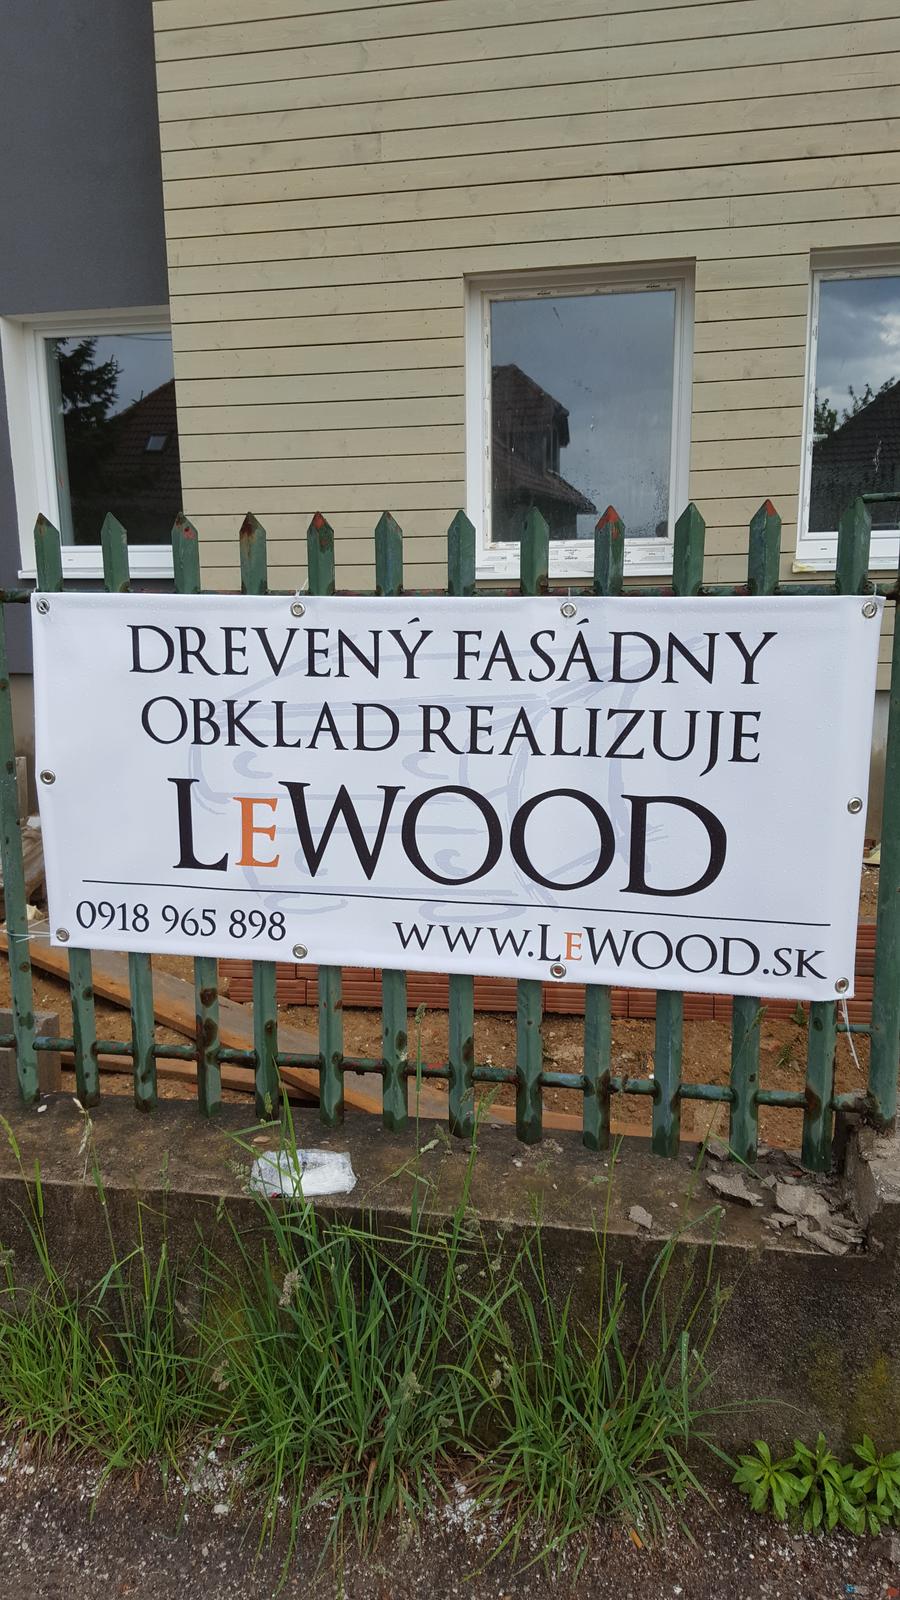 DREVENÝ FASÁDNY
OBKLAD REALIZUJE
LEWOOD
0918 965 898 WWW.LEWOOD.SK